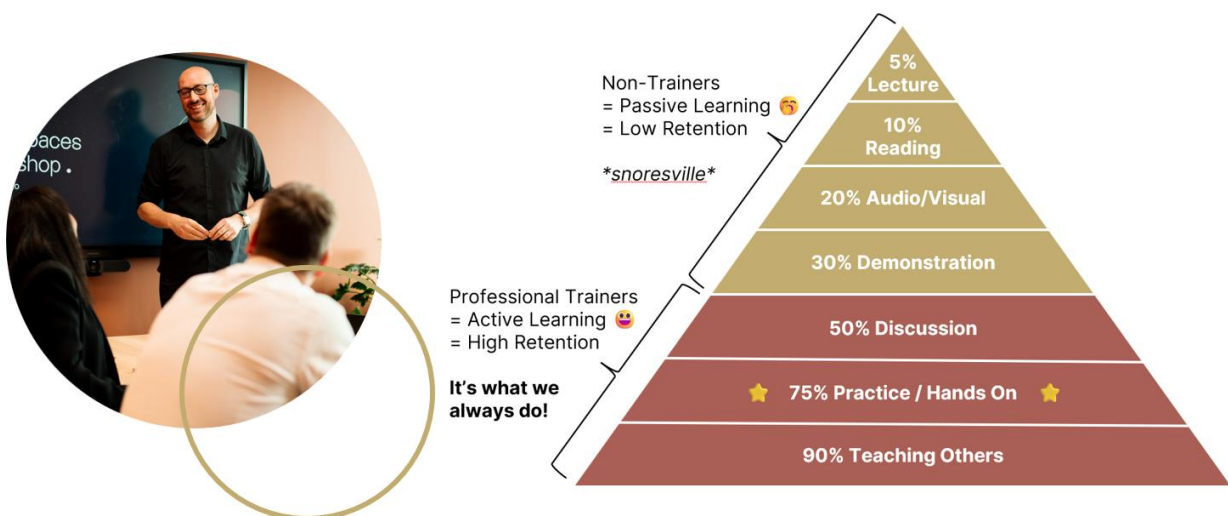 paces
shop .
Non-Trainers
= Passive Learning 🥱
= Low Retention
*snoresville*
Professional Trainers
= Active Learning 😃
= High Retention
It's what we
always do!
5%
Lecture
10%
Reading
20% Audio/Visual
30% Demonstration
50% Discussion
⭐ 75% Practice / Hands On ⭐
90% Teaching Others